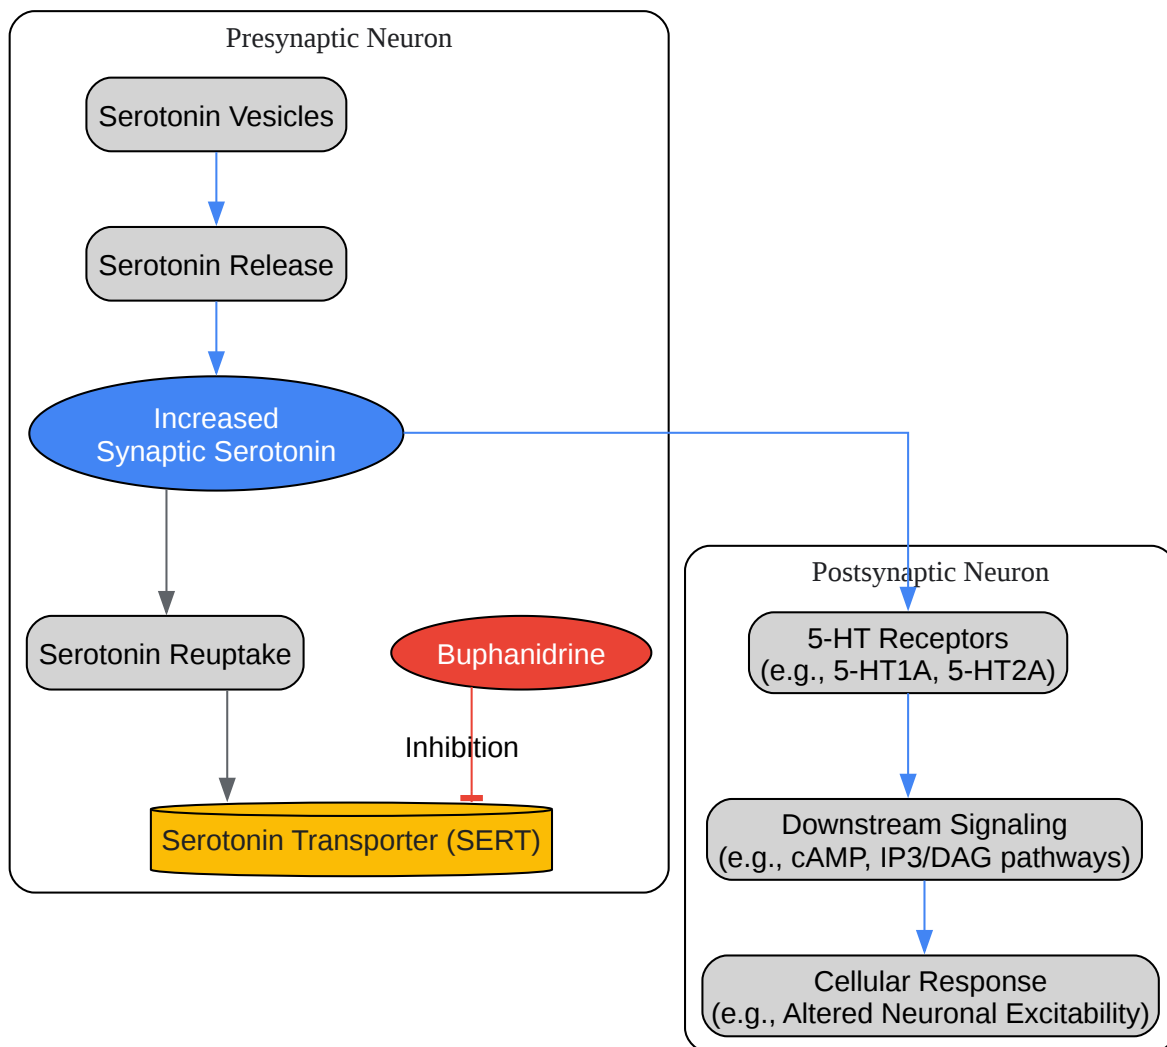 Presynaptic Neuron
Serotonin Vesicles
Serotonin Release
Increased
Synaptic Serotonin
Serotonin Reuptake
Buphanidrine
Inhibition
Serotonin Transporter (SERT)
Postsynaptic Neuron
5-HT Receptors
(e.g., 5-HT1A, 5-HT2A)
Downstream Signaling
(e.g., cAMP, IP3/DAG pathways)
Cellular Response
(e.g., Altered Neuronal Excitability)